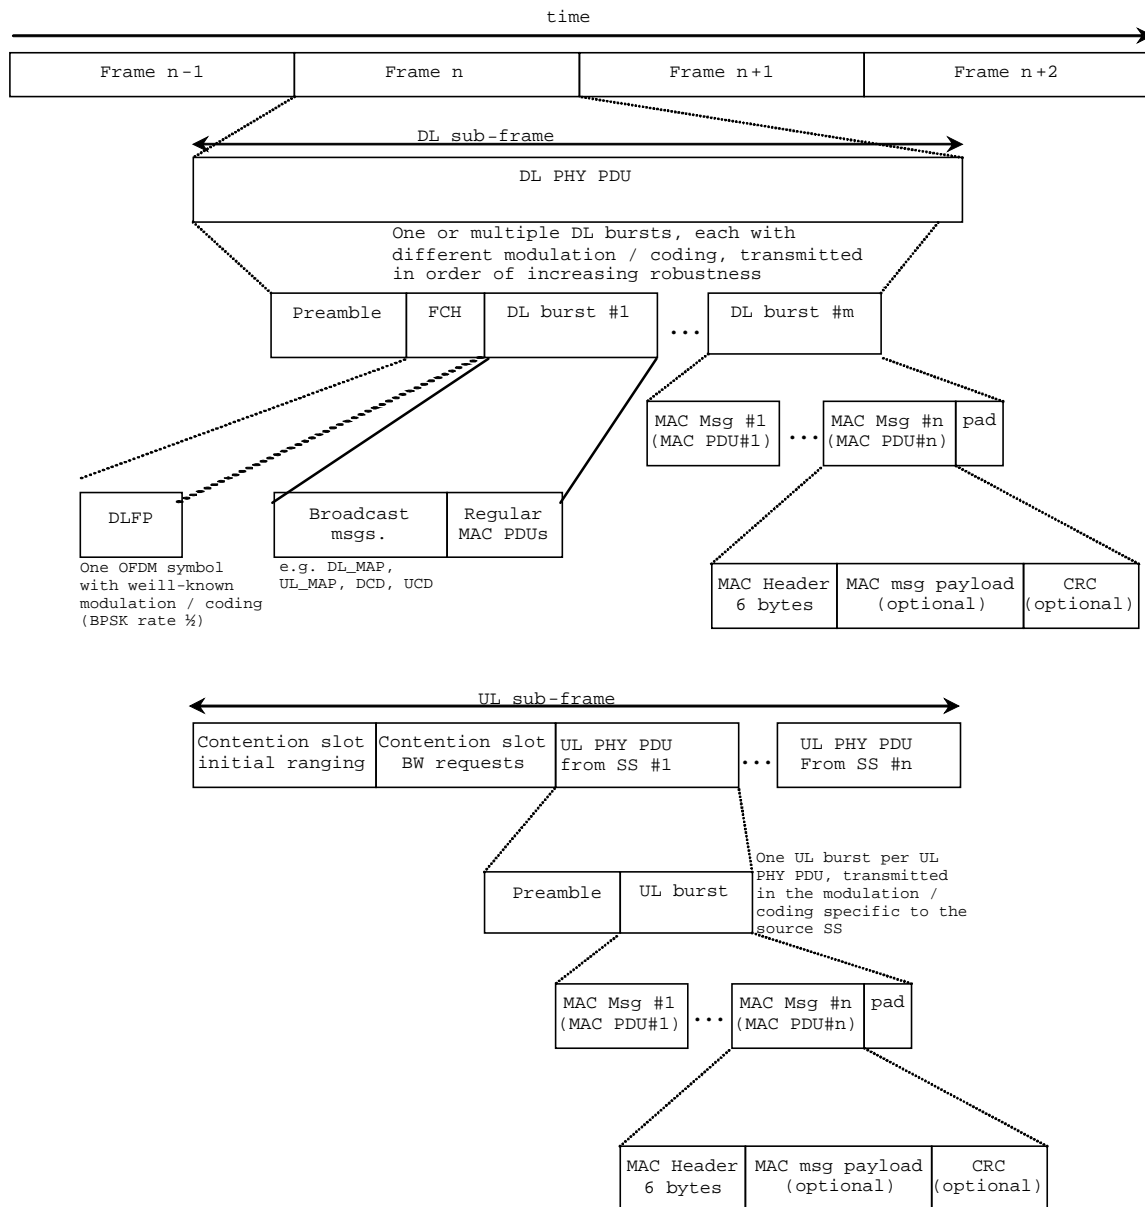 time
Frame n-1
Frame n
Frame n+1
Frame n+2
DL sub-frame
DL PHY PDU
One or multiple DL bursts, each with
different modulation / coding, transmitted
in order of increasing robustness
Preamble
FCH
DL burst #1
...
DL burst #m
MAC Msg #1
(MAC PDU#1)
...
MAC Msg #n
(MAC PDU#n)
pad
DLFP
Broadcast
msgs.
Regular
MAC PDUs
One OFDM symbol
with weill-known
modulation / coding
(BPSK rate ½)
e.g. DL_MAP,
UL_MAP, DCD, UCD
MAC Header
6 bytes
MAC msg payload
(optional)
CRC
(optional)
UL sub-frame
Contention slot
initial ranging
Contention slot
BW requests
UL PHY PDU
from SS #1
...
UL PHY PDU
From SS #n
One UL burst per UL
PHY PDU, transmitted
in the modulation /
coding specific to the
source SS
Preamble
UL burst
MAC Msg #1
(MAC PDU#1)
...
MAC Msg #n
(MAC PDU#n)
pad
MAC Header
6 bytes
MAC msg payload
(optional)
CRC
(optional)